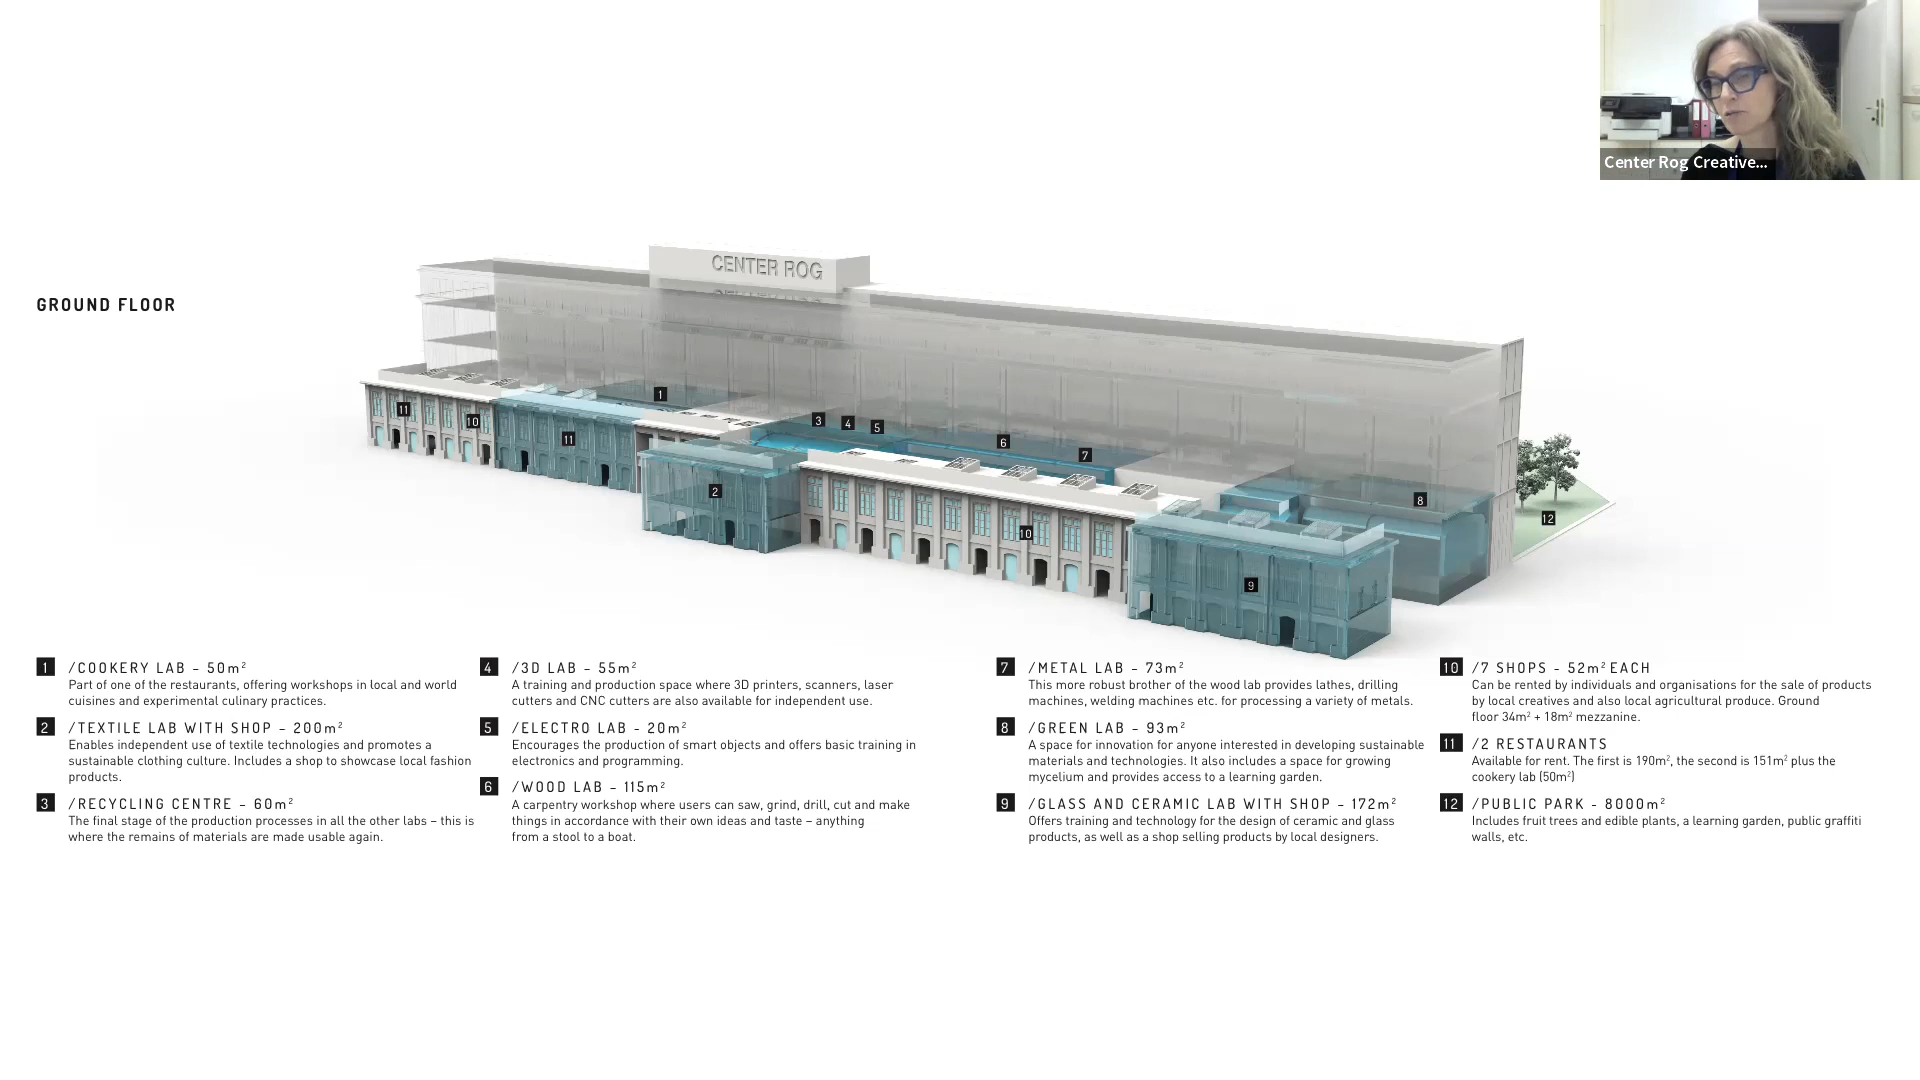 Center Rog Creative...
CENTER ROG
GROUND FLOOR
1
11
3
4
10
5
11
6
7
2
8
12
10
9
1 /COOKERY LAB – 50m²
Part of one of the restaurants, offering workshops in local and world
cuisines and experimental culinary practices.
2 /TEXTILE LAB WITH SHOP – 200m²
Enables independent use of textile technologies and promotes a
sustainable clothing culture. Includes a shop to showcase local fashion
products.
3 /RECYCLING CENTRE – 60m²
The final stage of the production processes in all the other labs – this is
where the remains of materials are made usable again.
4 /3D LAB – 55m²
A training and production space where 3D printers, scanners, laser
cutters and CNC cutters are also available for independent use.
5 /ELECTRO LAB - 20m²
Encourages the production of smart objects and offers basic training in
electronics and programming.
6 /WOOD LAB – 115m²
A carpentry workshop where users can saw, grind, drill, cut and make
things in accordance with their own ideas and taste – anything
from a stool to a boat.
7 /METAL LAB – 73m²
This more robust brother of the wood lab provides lathes, drilling
machines, welding machines etc. for processing a variety of metals.
8 /GREEN LAB – 93m²
A space for innovation for anyone interested in developing sustainable
materials and technologies. It also includes a space for growing
mycelium and provides access to a learning garden.
9 /GLASS AND CERAMIC LAB WITH SHOP – 172m²
Offers training and technology for the design of ceramic and glass
products, as well as a shop selling products by local designers.
10 /7 SHOPS - 52m² EACH
Can be rented by individuals and organisations for the sale of products
by local creatives and also local agricultural produce. Ground
floor 34m² + 18m² mezzanine.
11 /2 RESTAURANTS
Available for rent. The first is 190m², the second is 151m² plus the
cookery lab (50m²)
12 /PUBLIC PARK - 8000m²
Includes fruit trees and edible plants, a learning garden, public graffiti
walls, etc.